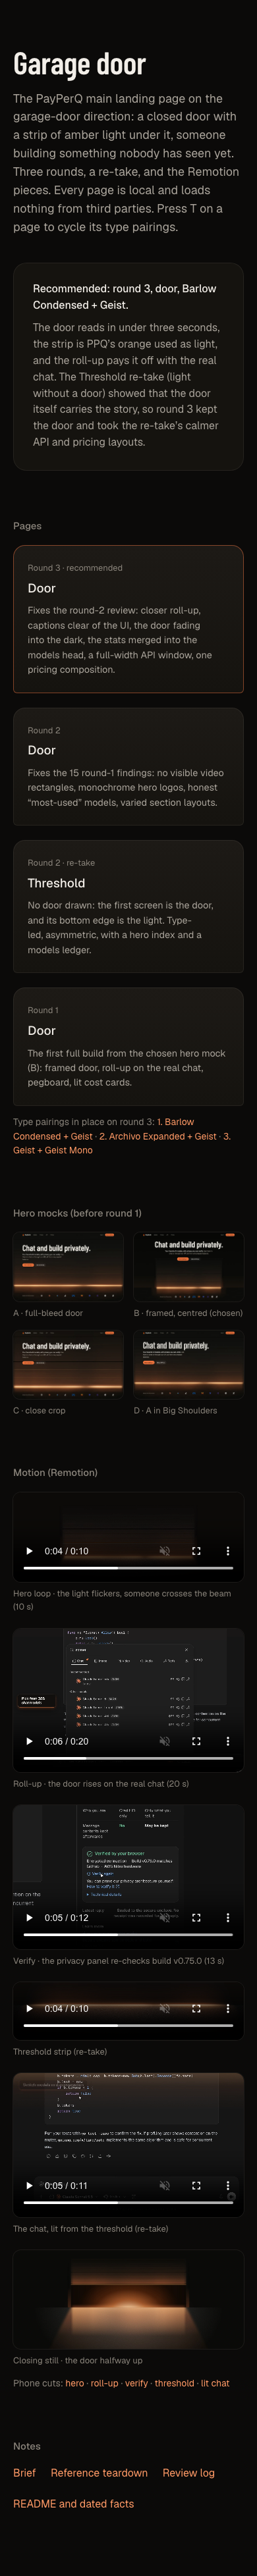 Garage door
The PayPerQ main landing page on the
garage-door direction: a closed door with
a strip of amber light under it, someone
building something nobody has seen yet.
Three rounds, a re-take, and the Remotion
pieces. Every page is local and loads
nothing from third parties. Press T on a
page to cycle its type pairings.
Recommended: round 3, door, Barlow
Condensed + Geist.
The door reads in under three seconds,
the strip is PPQ's orange used as light,
and the roll-up pays it off with the real
chat. The Threshold re-take (light
without a door) showed that the door
itself carries the story, so round 3 kept
the door and took the re-take's calmer
API and pricing layouts.
Pages
Round 3 · recommended
Door
Fixes the round-2 review: closer roll-up,
captions clear of the UI, the door fading
into the dark, the stats merged into the
models head, a full-width API window, one
pricing composition.
Round 2
Door
Fixes the 15 round-1 findings: no visible video
rectangles, monochrome hero logos, honest
“most-used” models, varied section layouts.
Round 2 · re-take
Threshold
No door drawn: the first screen is the door,
and its bottom edge is the light. Type-
led, asymmetric, with a hero index and a
models ledger.
Round 1
Door
The first full build from the chosen hero mock
(B): framed door, roll-up on the real chat,
pegboard, lit cost cards.
Type pairings in place on round 3: 1. Barlow
Condensed + Geist · 2. Archivo Expanded + Geist · 3.
Geist + Geist Mono
Hero mocks (before round 1)
Chat and build privately.
Chat and build privately.
A · full-bleed door
B · framed, centred (chosen)
Chat and build privately.
Chat and build privately.
C · close crop
D · A in Big Shoulders
Motion (Remotion)
0:04 / 0:10
Hero loop · the light flickers, someone crosses the beam
(10 s)
0:06 / 0:20
Roll-up · the door rises on the real chat (20 s)
Verified by your browser
0:05 / 0:12
Verify · the privacy panel re-checks build v0.75.0 (13 s)
0:04 / 0:10
Threshold strip (re-take)
0:05 / 0:11
The chat, lit from the threshold (re-take)
Closing still · the door halfway up
Phone cuts: hero · roll-up · verify · threshold · lit chat
Notes
Brief Reference teardown Review log
README and dated facts